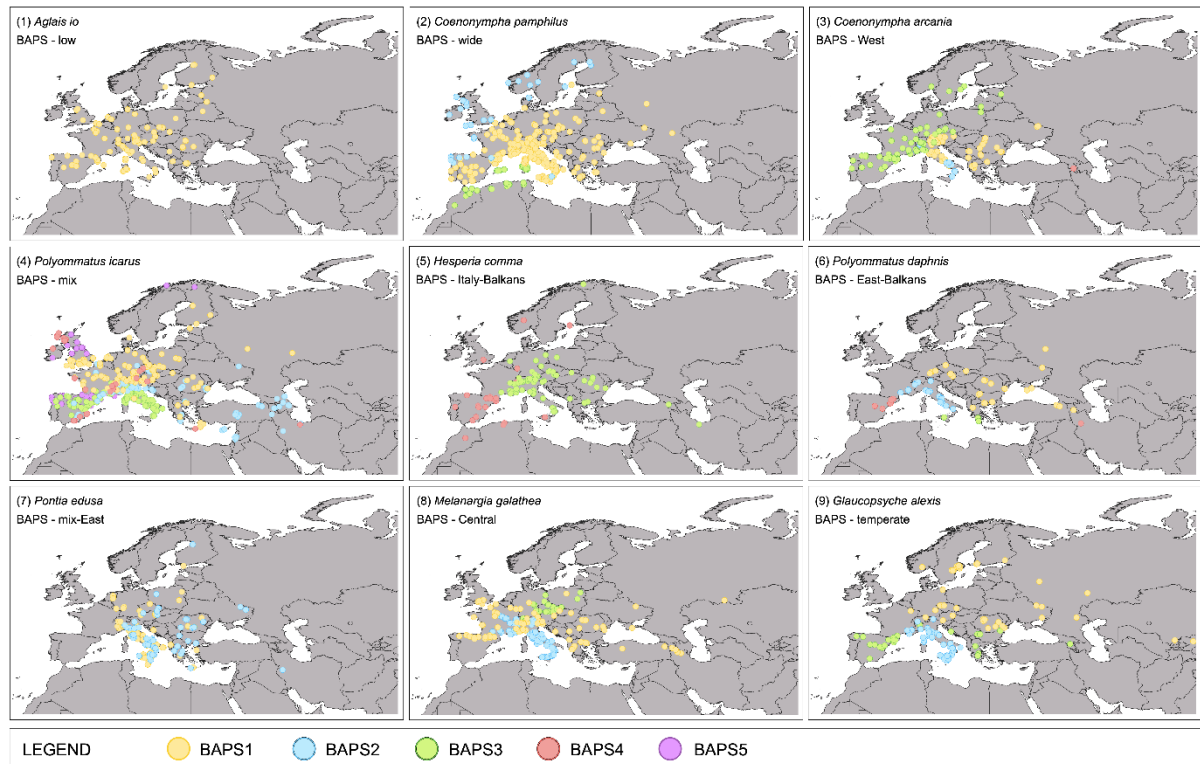 (1) Aglais io
BAPS - low
(2) Coenonympha pamphilus
BAPS - wide
(3) Coenonympha arcania
BAPS - West
(4) Polyommatus icarus
BAPS - mix
(5) Hesperia comma
BAPS - Italy-Balkans
(6) Polyommatus daphnis
BAPS - East-Balkans
(7) Pontia edusa
BAPS - mix-East
(8) Melanargia galathea
BAPS - Central
(9) Glaucopsyche alexis
BAPS - temperate
LEGEND BAPS1 BAPS2 BAPS3 BAPS4 BAPS5